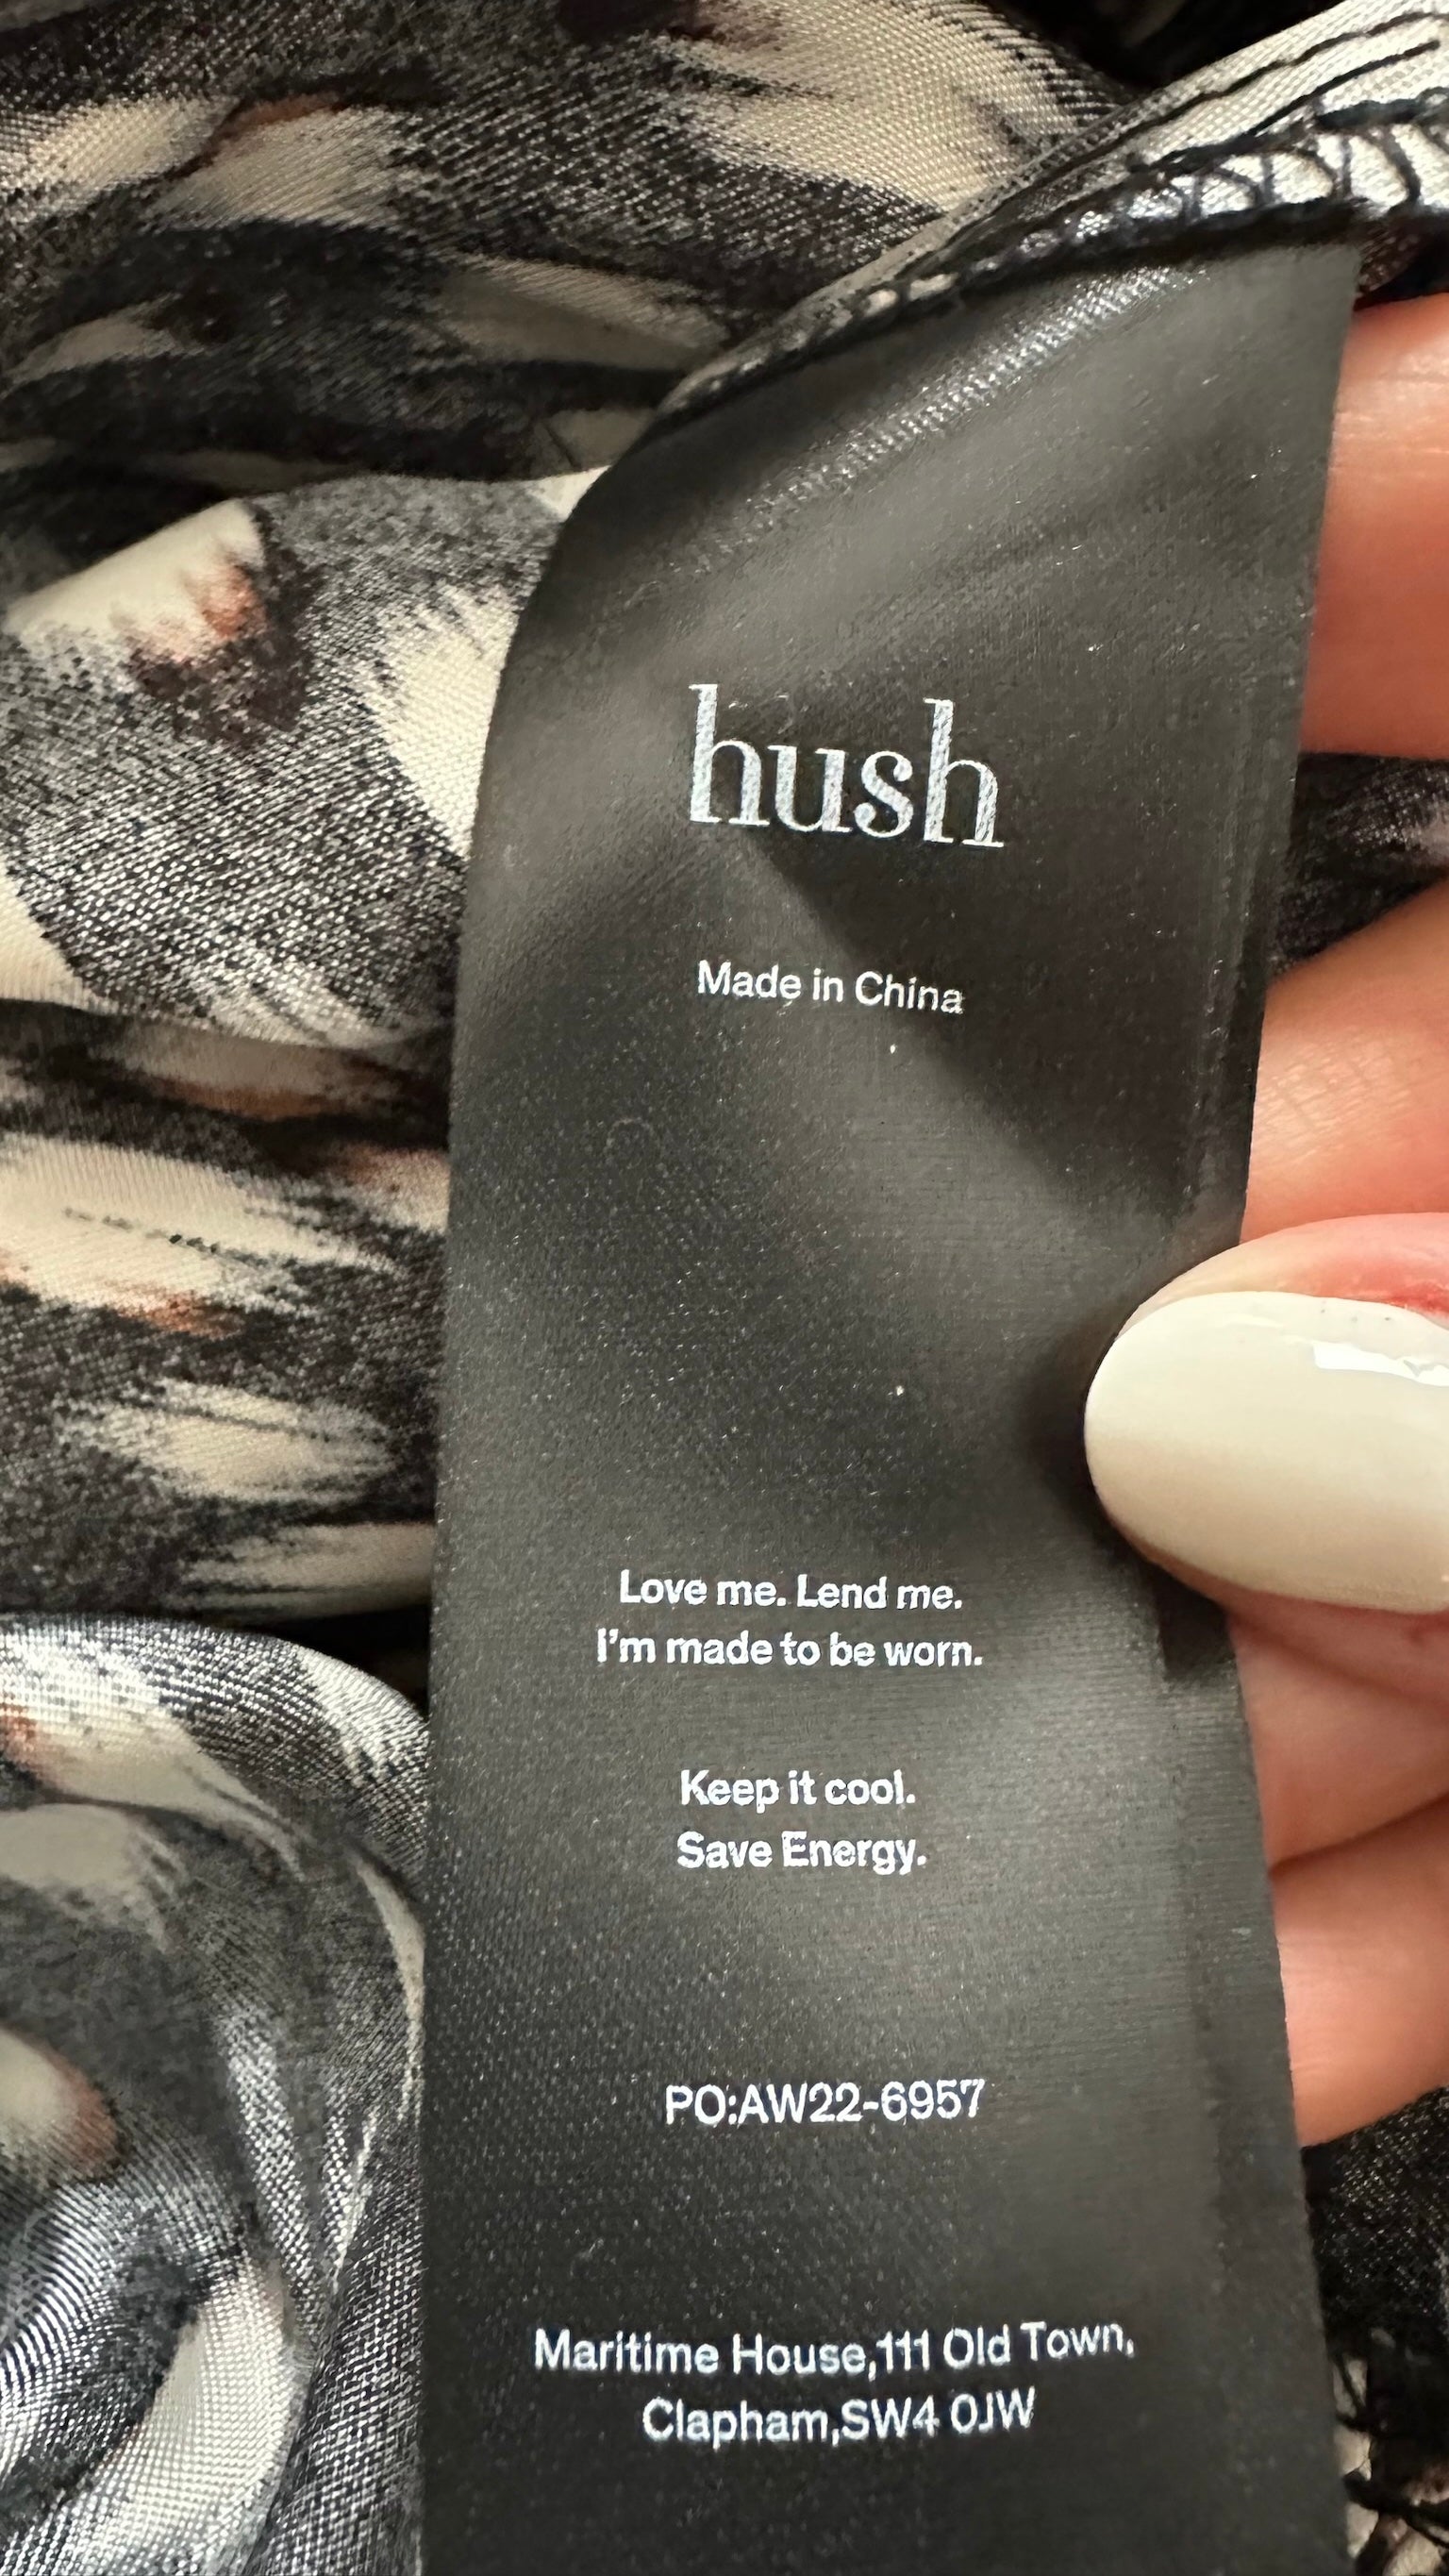 hush
Made in China
Love me. Lend me.
I'm made to be worn.
Keep it cool.
Save Energy.
PO:AW22-6957
Maritime House,111 Old Town,
Clapham,SW4 0JW